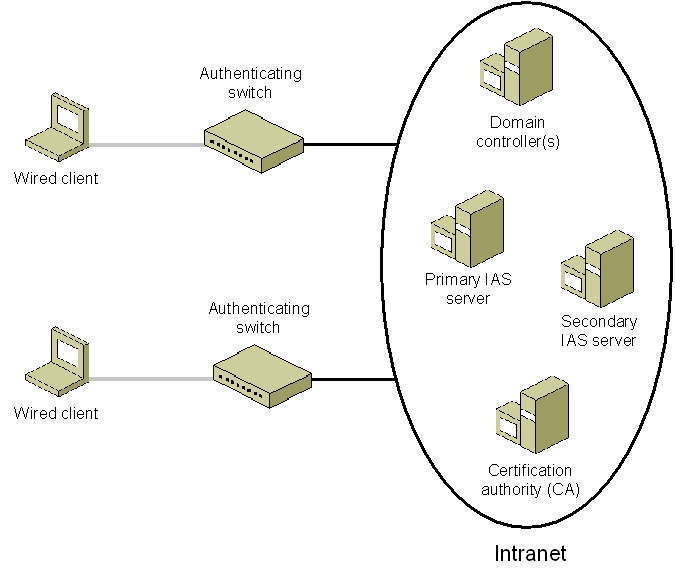 Authenticating
switch
Wired client
Domain
controller(s)
Primary IAS
server
Secondary
IAS server
Authenticating
switch
Wired client
Certification
authority (CA)
Intranet